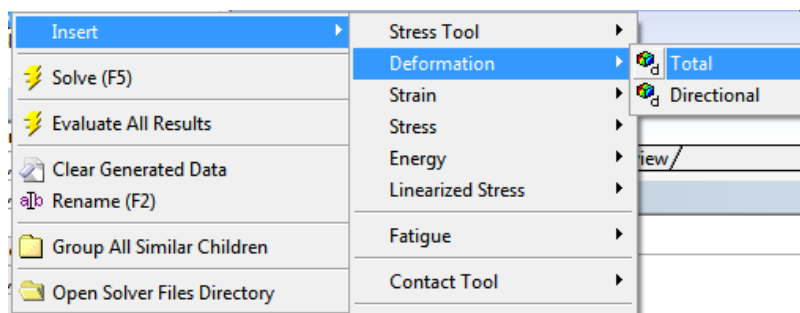 Insert
Solve (F5)
Evaluate All Results
Clear Generated Data
Rename (F2)
Group All Similar Children
Open Solver Files Directory
Stress Tool
Deformation
Strain
Stress
Energy
Linearized Stress
Fatigue
Contact Tool
Total
Directional
iew